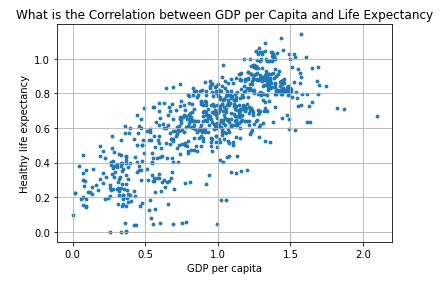 What is the Correlation between GDP per Capita and Life Expectancy
1.0
0.8
0.6
0.4
0.2
0.0
Healthy life expectancy
0.0 0.5 1.0 1.5 2.0
GDP per capita